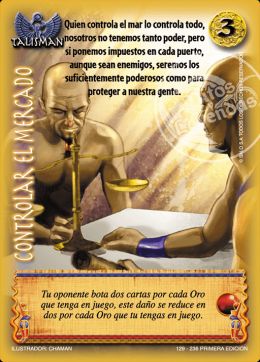 Quien controla el mar lo controla todo,
nosotros no tenemos tanto poder, pero
si ponemos impuestos en cada puerto,
aunque sean enemigos, seremos los
suficientemente poderosos como para
proteger a nuestra gente.
3
TALISMAN
CONTROLAR EL MERCADO
Tu oponente bota dos cartas por cada Oro
que tenga en juego, este daño se reduce en
dos por cada Oro que tu tengas en juego.
ILUSTRADOR: CHAMAN
129 - 236 PRIMERA EDICIÓN